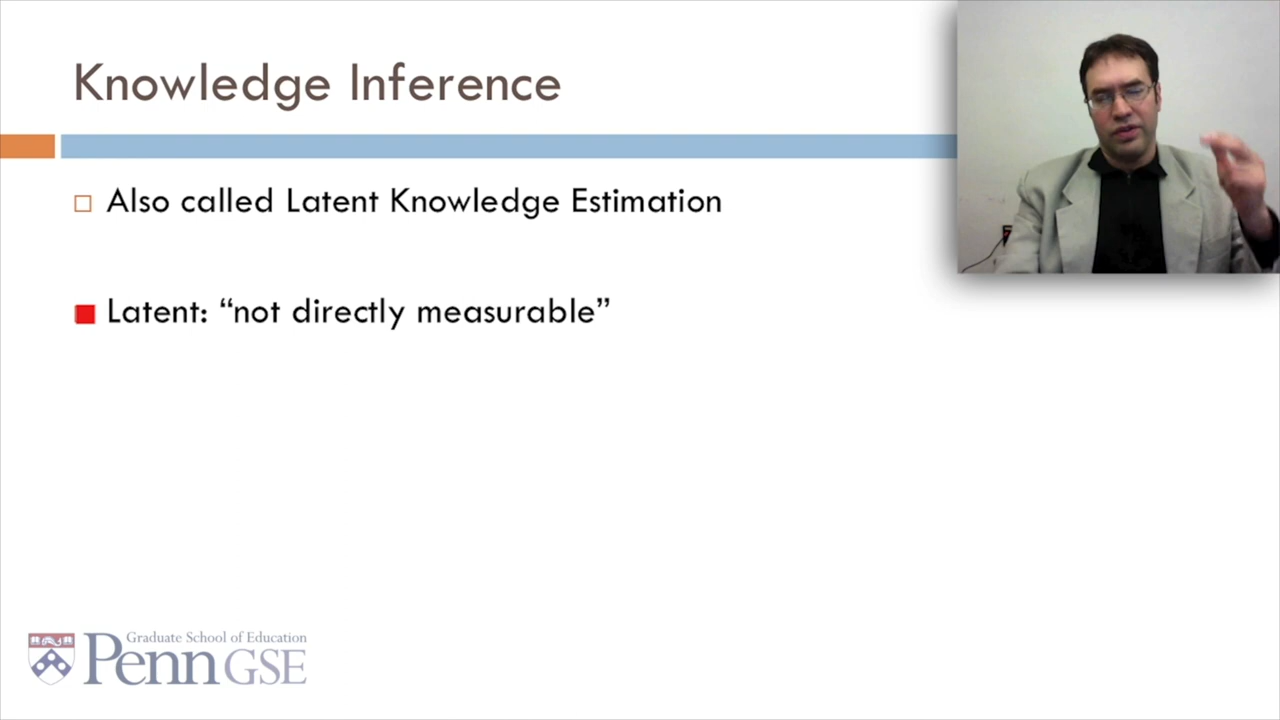 Knowledge Inference
Also called Latent Knowledge Estimation
Latent: “not directly measurable”
Graduate School of Education
Penn GSE